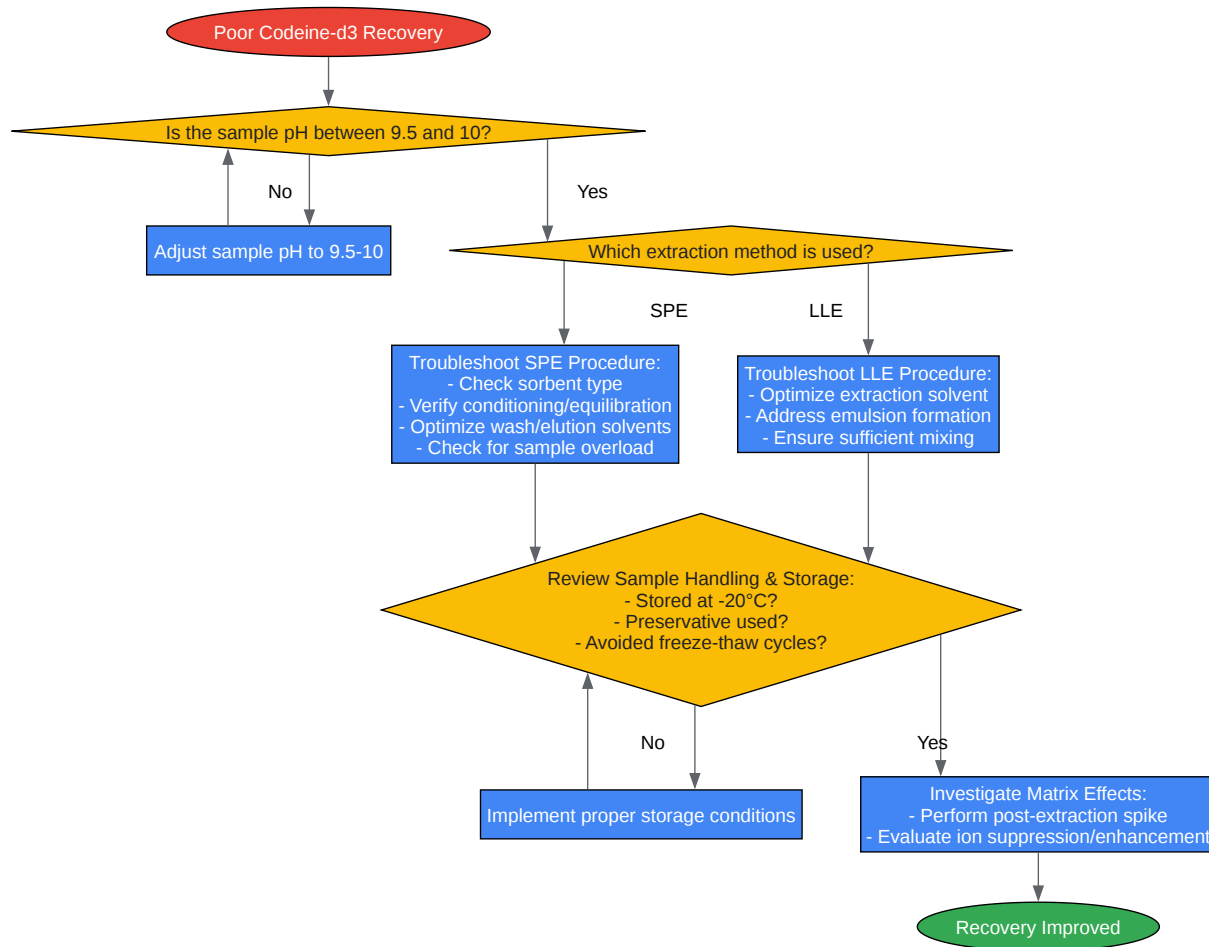 Poor Codeine-d3 Recovery
Is the sample pH between 9.5 and 10?
No
Yes
Adjust sample pH to 9.5-10
Which extraction method is used?
SPE
LLE
Troubleshoot SPE Procedure:
- Check sorbent type
- Verify conditioning/equilibration
- Optimize wash/elution solvents
- Check for sample overload
Troubleshoot LLE Procedure:
- Optimize extraction solvent
- Address emulsion formation
- Ensure sufficient mixing
Review Sample Handling & Storage:
- Stored at -20°C?
- Preservative used?
- Avoided freeze-thaw cycles?
No
Yes
Implement proper storage conditions
Investigate Matrix Effects:
- Perform post-extraction spike
- Evaluate ion suppression/enhancement
Recovery Improved